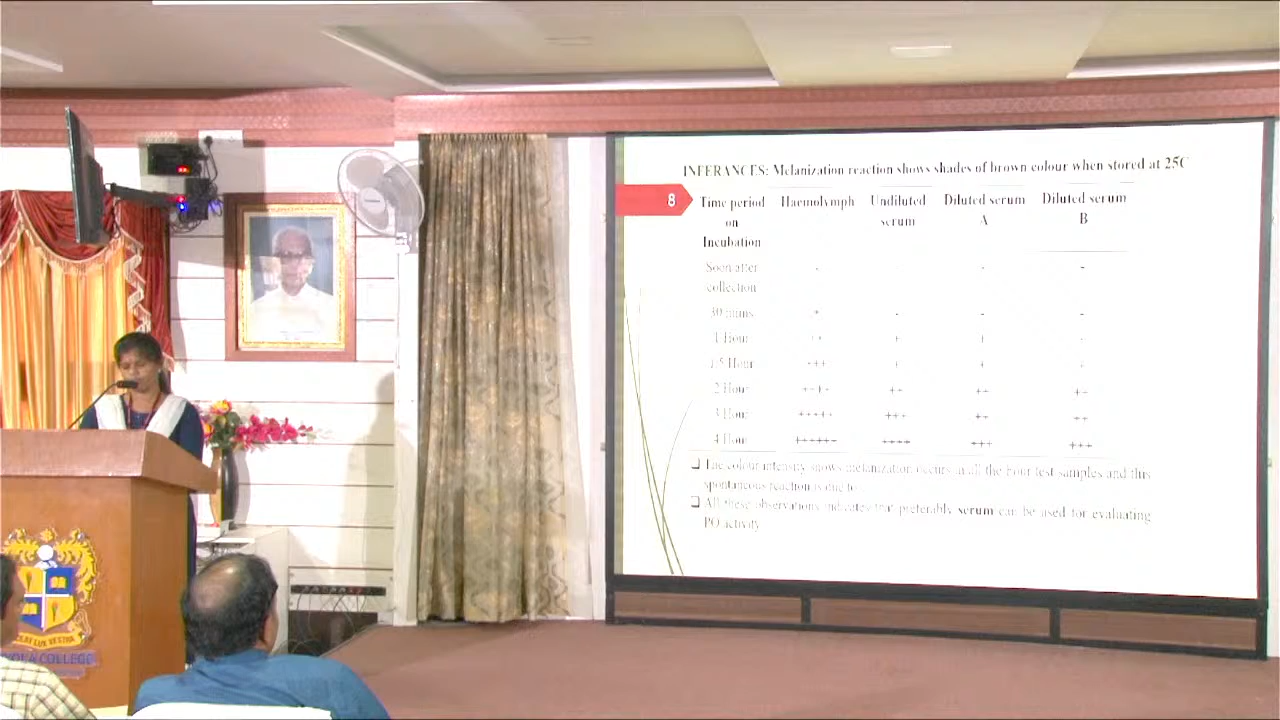 INFERANCES: Melanization reaction shows shades of brown colour when stored at 25C
8
Time period on Incubation Haemolymph Undiluted serum Diluted serum A Diluted serum B
Soon after collection - - - -
30 mins + - - -
1 Hour ++ + + -
1.5 Hour +++ + + +
2 Hour ++++ ++ ++ ++
3 Hour +++++ +++ ++ ++
4 Hour ++++++ ++++ +++ +++
❑ The colour intensity shows melanization occurs in all the Four test samples and this
spontaneous reaction is due to
❑ All these observations indicates that preferably serum can be used for evaluating
PO activity
LUX VESTRA
COLLEGE